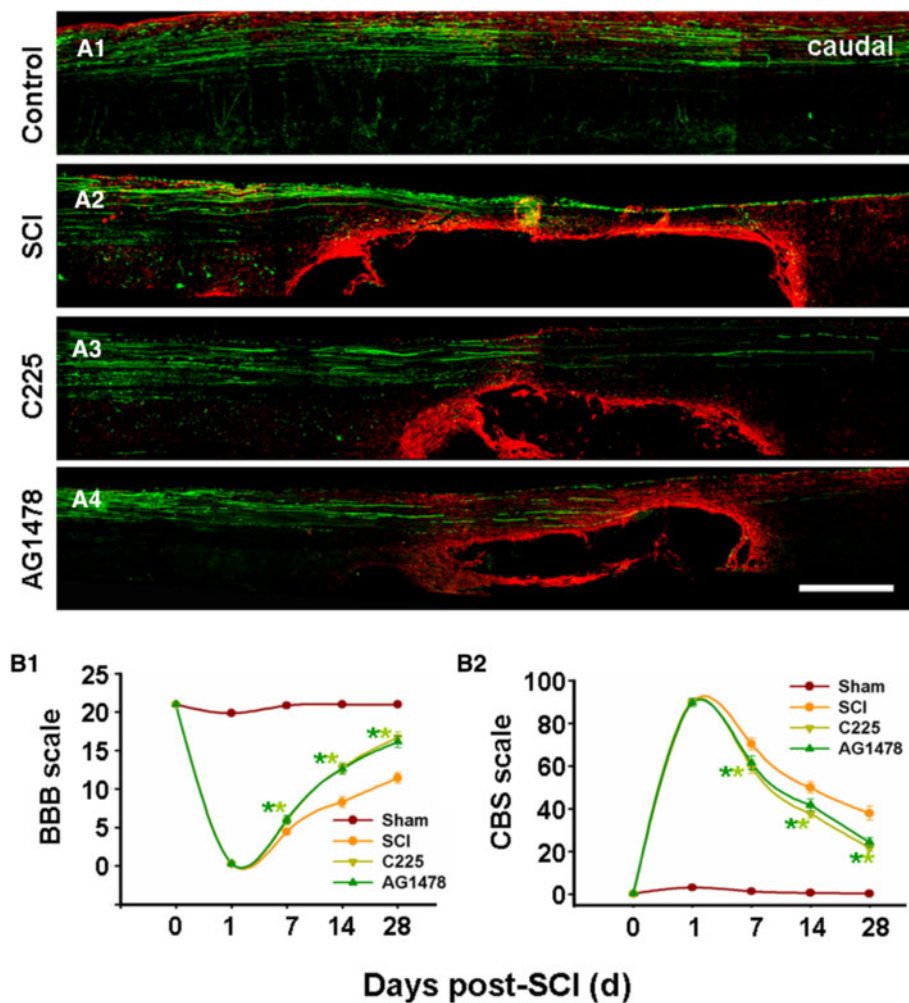 Control
A1
caudal
SCI
A2
C225
A3
AG1478
A4
B1
BBB scale
25
20
15
10
5
0
**
**
**
Sham
SCI
C225
AG1478
0 1 7 14 28
B2
CBS scale
100
80
60
40
20
0
**
**
**
Sham
SCI
C225
AG1478
0 1 7 14 28
Days post-SCI (d)